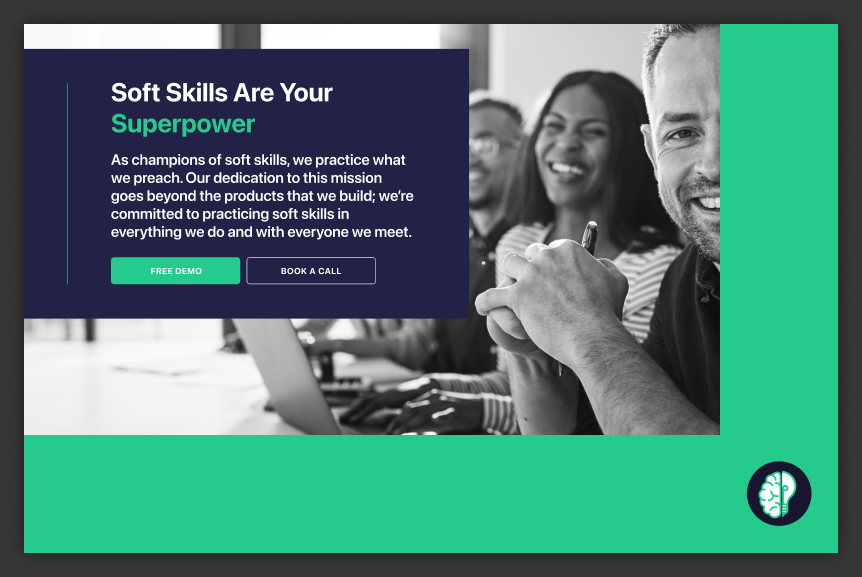 Soft Skills Are Your
Superpower
As champions of soft skills, we practice what
we preach. Our dedication to this mission
goes beyond the products that we build; we're
committed to practicing soft skills in
everything we do and with everyone we meet.
FREE DEMO
BOOK A CALL